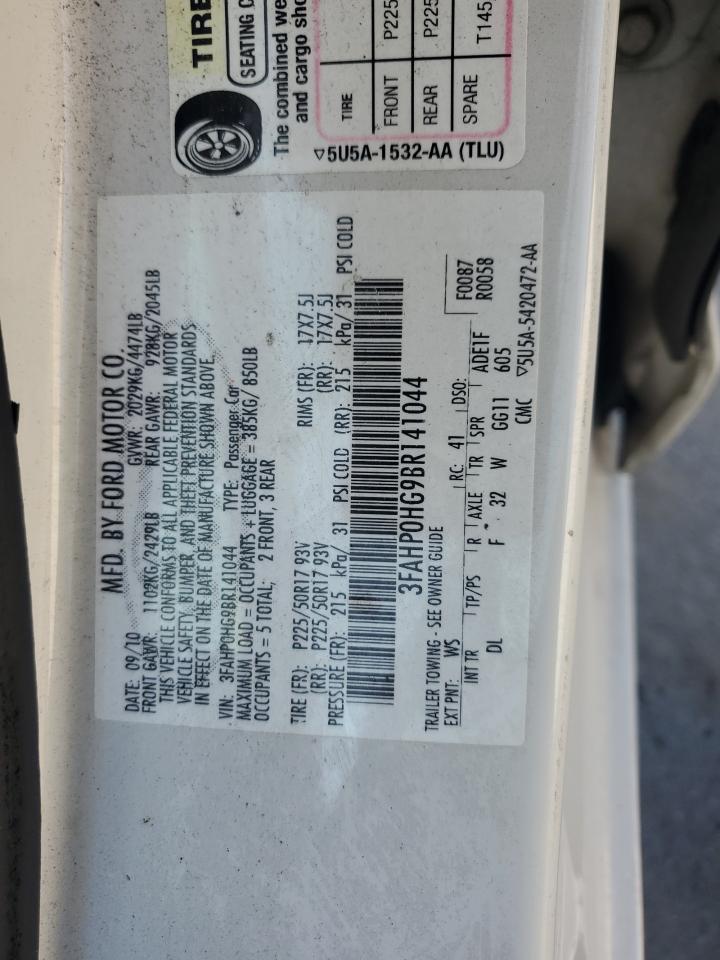 MFD. BY FORD MOTOR CO.
DATE: 09/10 GVWR: 2029KG/4474LB
FRONT GAWR: 1102KG/2429LB REAR GAWR: 928KG/2045LB
THIS VEHICLE CONFORMS TO ALL APPLICABLE FEDERAL MOTOR
VEHICLE SAFETY, BUMPER, AND THEFT PREVENTION STANDARDS
IN EFFECT ON THE DATE OF MANUFACTURE SHOWN ABOVE.
VIN: 3FAHP0HG9BR141044 TYPE: Passenger Car
MAXIMUM LOAD = OCCUPANTS + LUGGAGE = 385KG/ 850LB
OCCUPANTS = 5 TOTAL; 2 FRONT, 3 REAR
TIRE (FR): P225/50R17 93V RIMS (FR): 17X7.5J
(RR): P225/50R17 93V (RR): 17X7.5J
PRESSURE (FR): 215 kPa/ 31 PSI COLD (RR): 215 kPa/ 31 PSI COLD
3FAHP0HG9BR141044
TRAILER TOWING - SEE OWNER GUIDE
EXT PNT: WS RC: 41 DSO: F0087
R0058
INT TR TP/PS R AXLE TR SPR ADE1F
DL F 32 W GG11 605
CMC ▽5U5A-5420472-AA
TIRE
SEATING C
The combined we
and cargo sho
TIRE
FRONT P225
REAR P225
SPARE T145
▽5U5A-1532-AA (TLU)